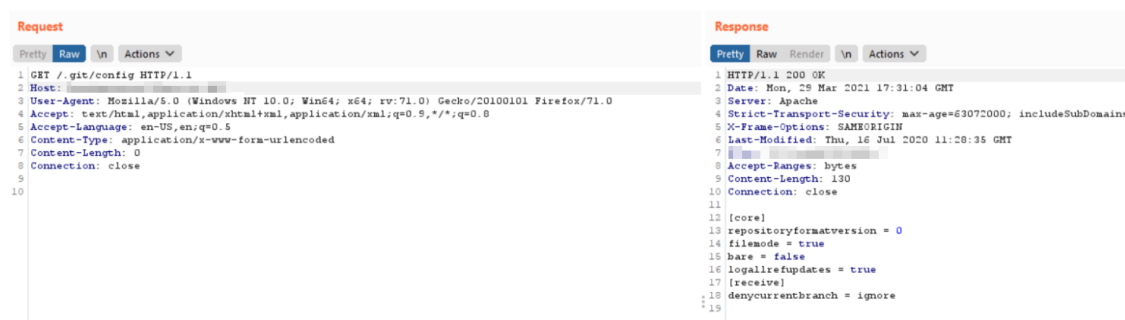 Request
Pretty Raw \n Actions
1 GET /.git/config HTTP/1.1
2 Host:
3 User-Agent: Mozilla/5.0 (Windows NT 10.0; Win64; x64; rv:71.0) Gecko/20100101 Firefox/71.0
4 Accept: text/html,application/xhtml+xml,application/xml;q=0.9,*/*;q=0.8
5 Accept-Language: en-US,en;q=0.5
6 Content-Type: application/x-www-form-urlencoded
7 Content-Length: 0
8 Connection: close
9
10
Response
Pretty Raw Render \n Actions
1 HTTP/1.1 200 OK
2 Date: Mon, 29 Mar 2021 17:31:04 GMT
3 Server: Apache
4 Strict-Transport-Security: max-age=63072000; includeSubDomains
5 X-Frame-Options: SAMEORIGIN
6 Last-Modified: Thu, 16 Jul 2020 11:28:35 GMT
7
8 Accept-Ranges: bytes
9 Content-Length: 130
10 Connection: close
11
12 [core]
13 repositoryformatversion = 0
14 filemode = true
15 bare = false
16 logallrefupdates = true
17 [receive]
18 denycurrentbranch = ignore
19